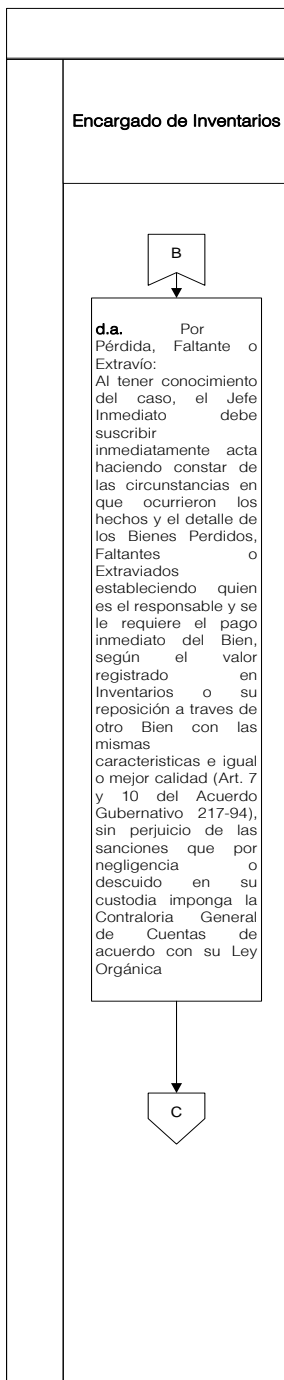 Encargado de Inventarios
B
d.a. Por
Pérdida, Faltante o
Extravío:
Al tener conocimiento
del caso, el Jefe
Inmediato debe
suscribir
inmediatamente acta
haciendo constar de
las circunstancias en
que ocurrieron los
hechos y el detalle de
los Bienes Perdidos,
Faltantes o
Extraviados
estableciendo quien
es el responsable y se
le requiere el pago
inmediato del Bien,
según el valor
registrado en
Inventarios o su
reposición a traves de
otro Bien con las
mismas
caracteristicas e igual
o mejor calidad (Art. 7
y 10 del Acuerdo
Gubernativo 217-94),
sin perjuicio de las
sanciones que por
negligencia o
descuido en su
custodia imponga la
Contraloria General
de Cuentas de
acuerdo con su Ley
Orgánica
C